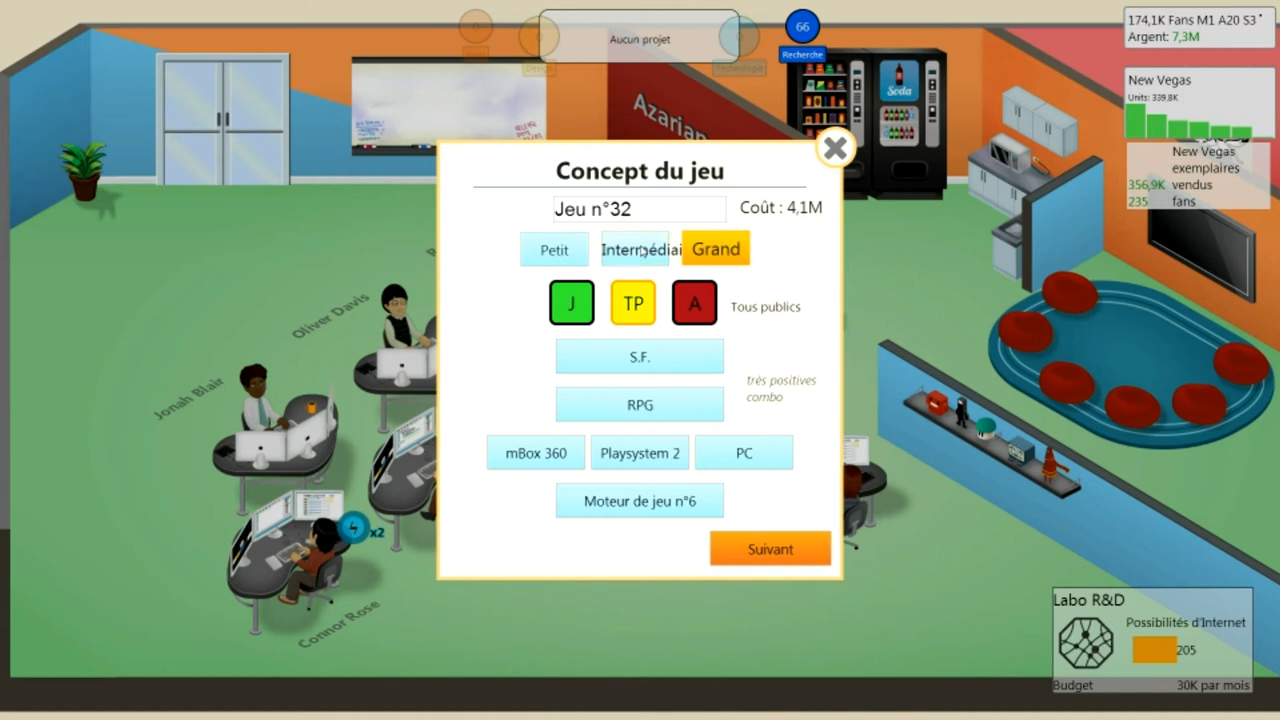 Aucun projet
66
Recherche
174,1K Fans M1 A20 S3
Argent: 7,3M
New Vegas
Units: 339,8K
New Vegas
exemplaires
356,9K vendus
235 fans
Soda
Azarian
Concept du jeu
Jeu n°32
Coût : 4,1M
Petit
Intermédiai
Grand
J
TP
A
Tous publics
S.F.
très positives
combo
RPG
mBox 360
Playsystem 2
PC
Moteur de jeu n°6
Suivant
Oliver Davis
Jonah Blair
x2
Connor Rose
Labo R&D
Possibilités d'Internet
205
Budget
30K par mois